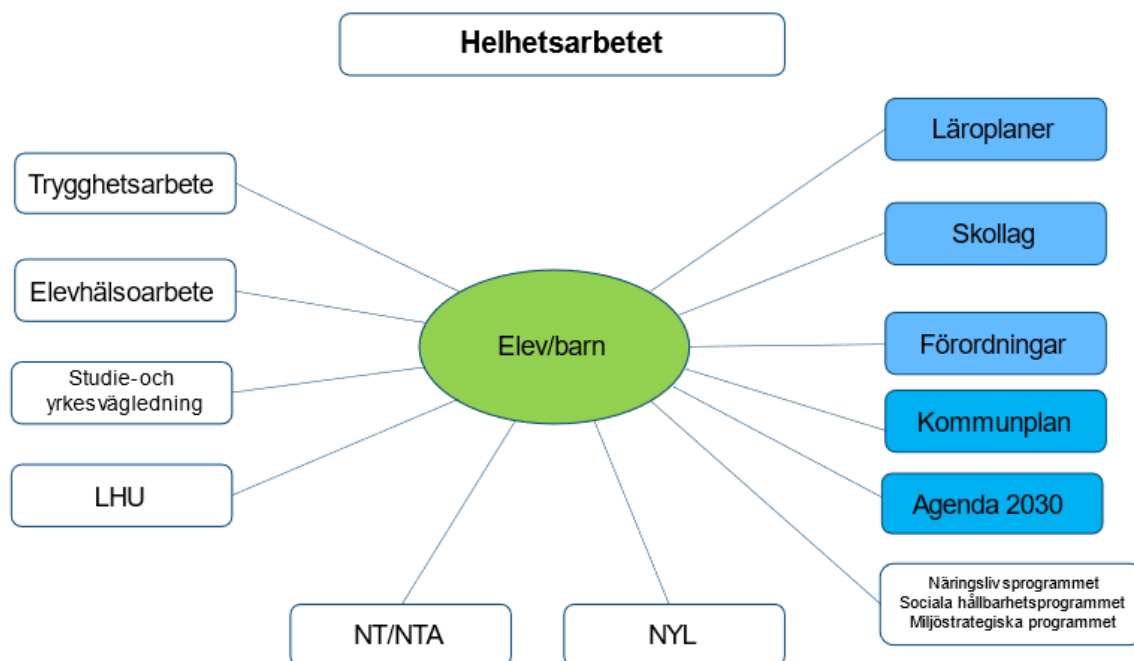 Helhetsarbetet
Läroplaner
Trygghetsarbete
Skollag
Elevhälsoarbete
Elev/barn
Förordningar
Studie-och
yrkesvägledning
Kommunplan
LHU
Agenda 2030
Näringslivsprogrammet
Sociala hållbarhetsprogrammet
Miljöstrategiska programmet
NT/NTA
NYL